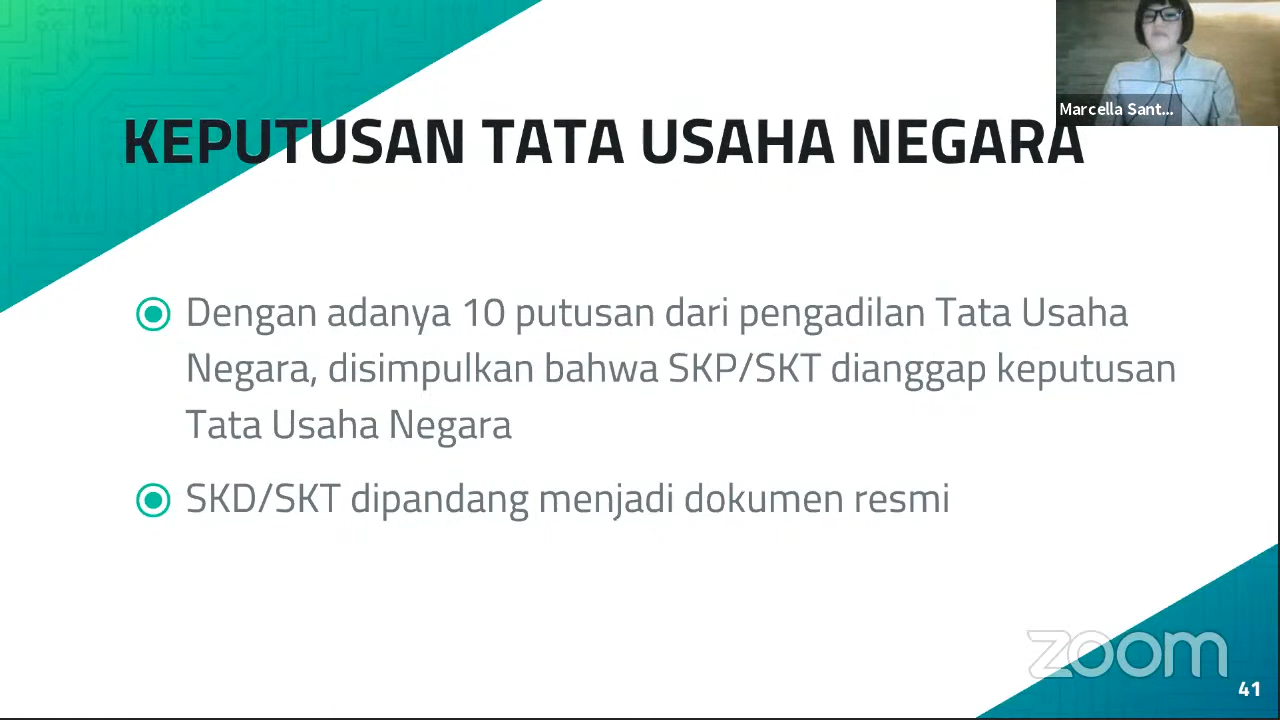 Marcella Sant...
KEPUTUSAN TATA USAHA NEGARA
Dengan adanya 10 putusan dari pengadilan Tata Usaha
Negara, disimpulkan bahwa SKP/SKT dianggap keputusan
Tata Usaha Negara
SKD/SKT dipandang menjadi dokumen resmi
zoom
41